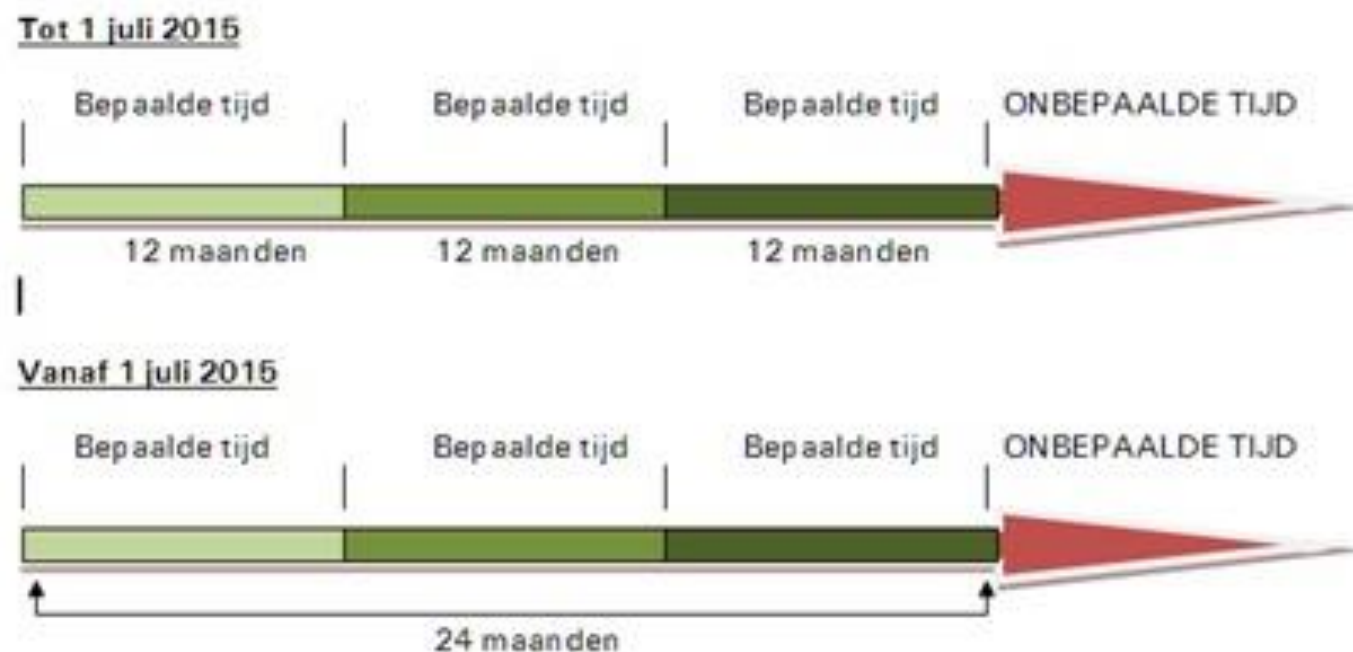 Tot 1 juli 2015
Bepaalde tijd Bepaalde tijd Bepaalde tijd ONBEPAALDE TIJD
12 maanden 12 maanden 12 maanden
Vanaf 1 juli 2015
Bepaalde tijd Bepaalde tijd Bepaalde tijd ONBEPAALDE TIJD
24 maanden